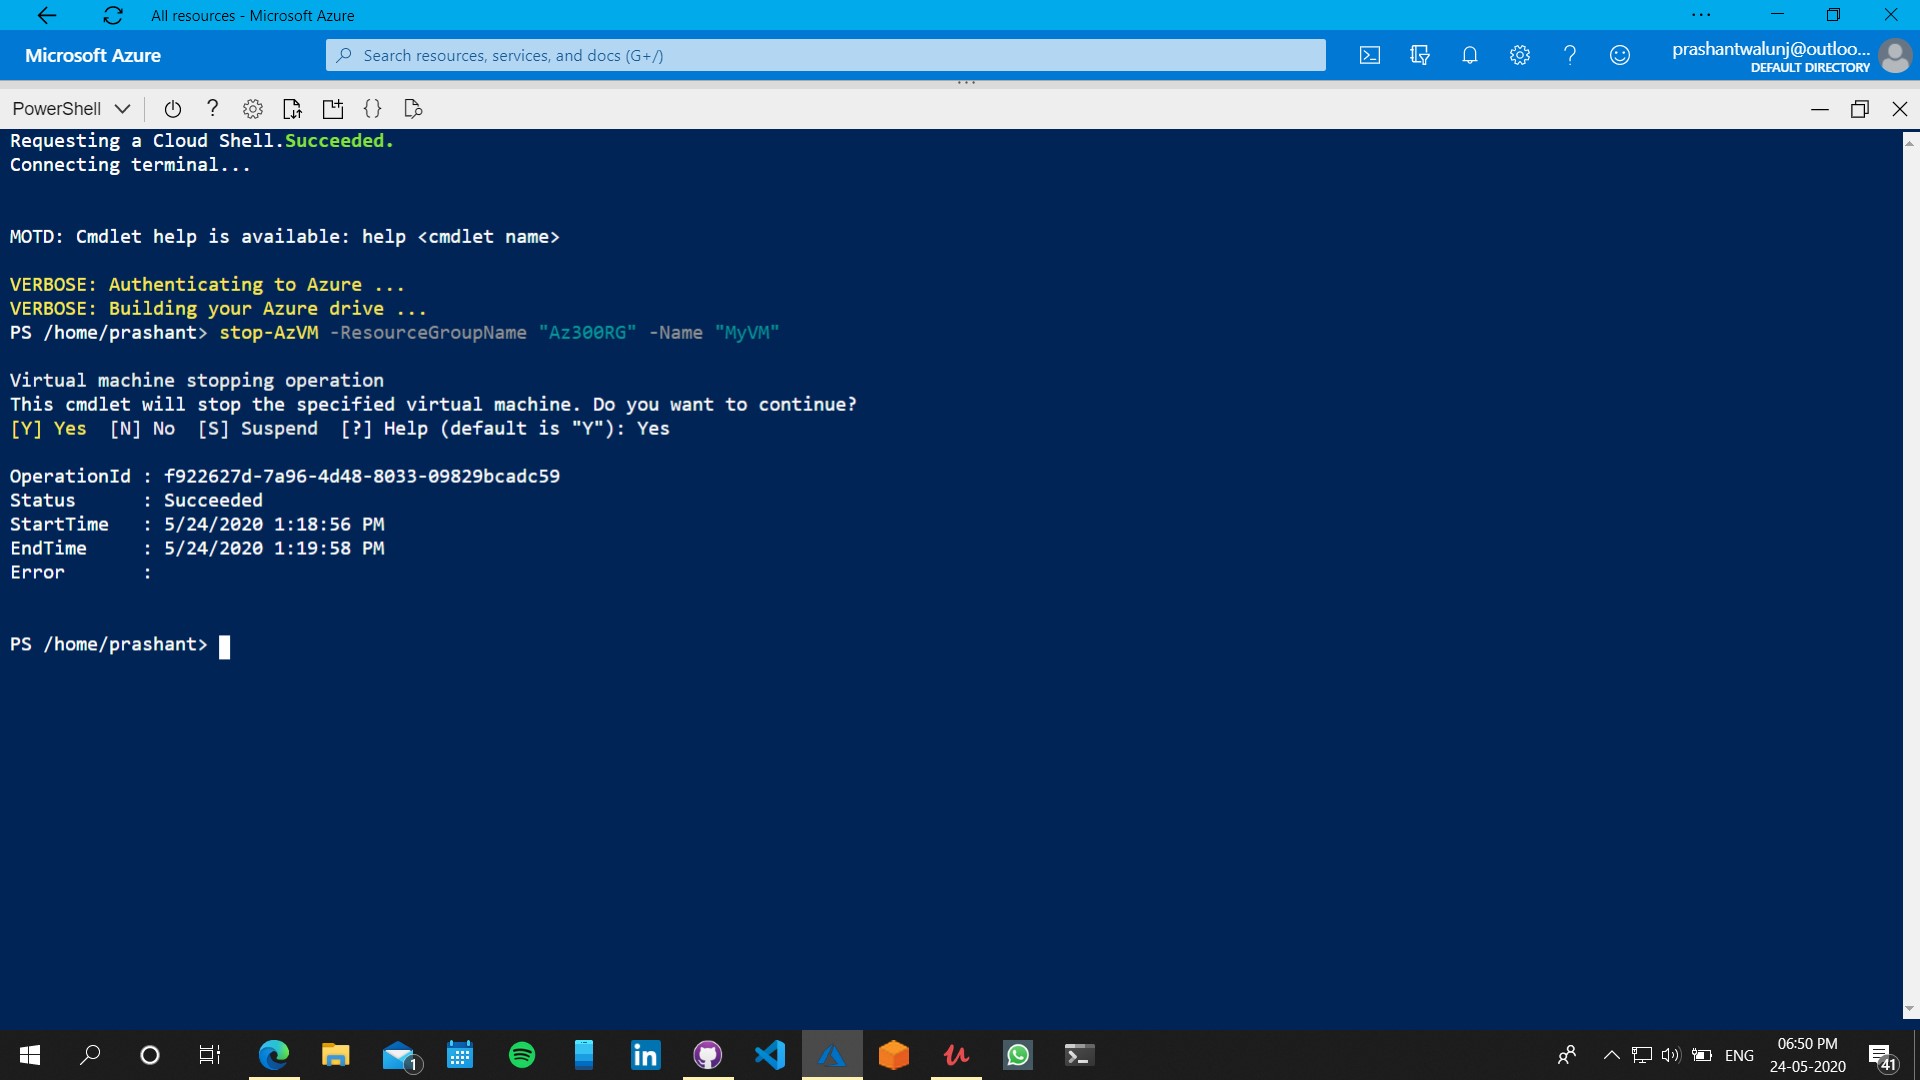 All resources - Microsoft Azure
Microsoft Azure
Search resources, services, and docs (G+/)
prashantwalunj@outloo...
DEFAULT DIRECTORY
PowerShell
Requesting a Cloud Shell.Succeeded.
Connecting terminal...
MOTD: Cmdlet help is available: help <cmdlet name>
VERBOSE: Authenticating to Azure ...
VERBOSE: Building your Azure drive ...
PS /home/prashant> stop-AzVM -ResourceGroupName "Az300RG" -Name "MyVM"
Virtual machine stopping operation
This cmdlet will stop the specified virtual machine. Do you want to continue?
[Y] Yes  [N] No  [S] Suspend  [?] Help (default is "Y"): Yes
OperationId : f922627d-7a96-4d48-8033-09829bcadc59
Status      : Succeeded
StartTime   : 5/24/2020 1:18:56 PM
EndTime     : 5/24/2020 1:19:58 PM
Error       :
PS /home/prashant>
1
in
ENG
06:50 PM
24-05-2020
41